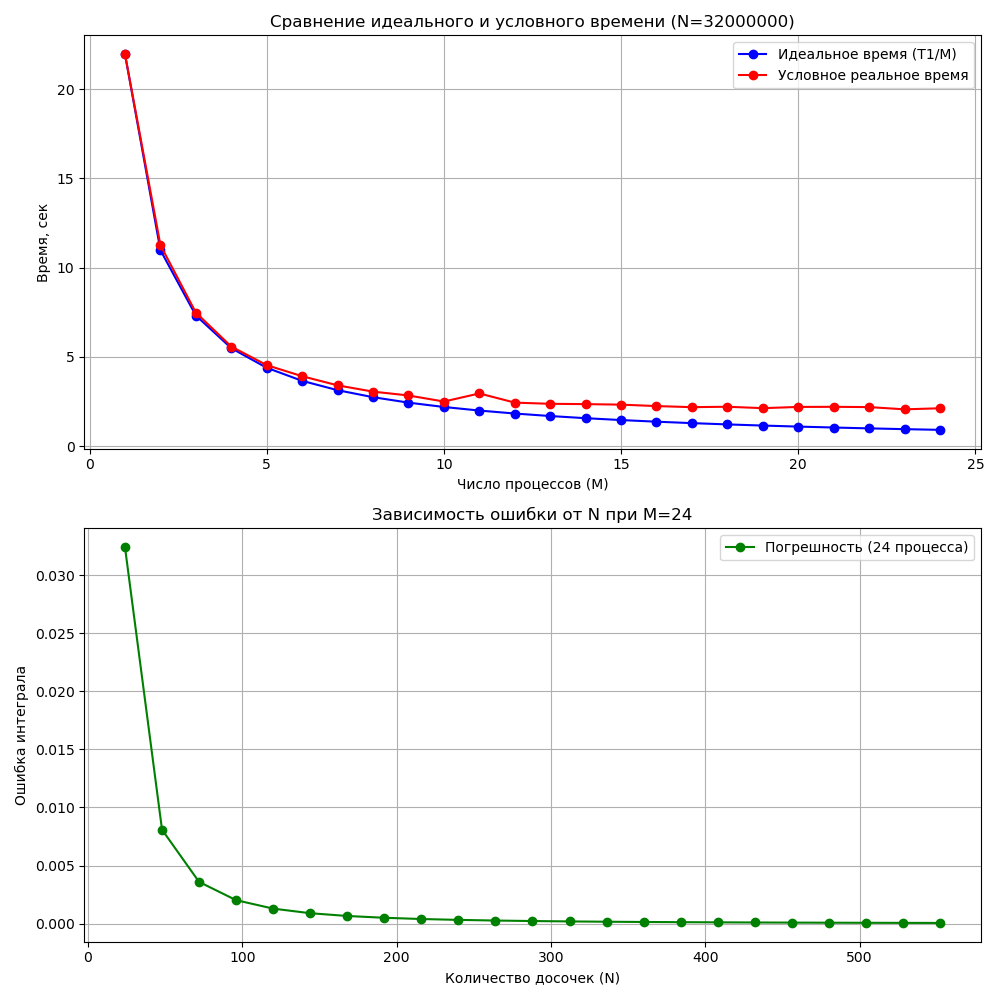 Сравнение идеального и условного времени (N=32000000)
Идеальное время (T1/M)
Условное реальное время
Время, сек
20
15
10
5
0
0 5 10 15 20 25
Число процессов (M)
Зависимость ошибки от N при M=24
Погрешность (24 процесса)
Ошибка интеграла
0.030
0.025
0.020
0.015
0.010
0.005
0.000
0 100 200 300 400 500
Количество досочек (N)